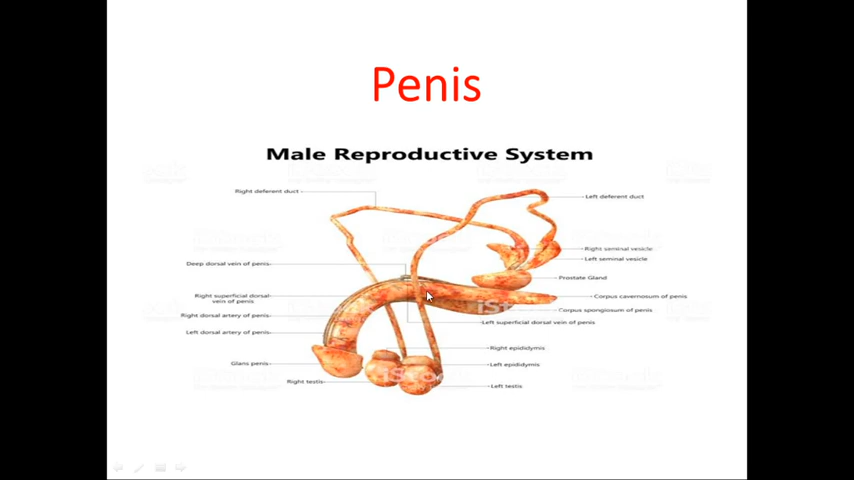 Penis
Male Reproductive System
Right deferent duct
Left deferent duct
Right seminal vesicle
Left seminal vesicle
Deep dorsal vein of penis
Prostate Gland
Right superficial dorsal
vein of penis
Corpus cavernosum of penis
Corpus spongiosum of penis
Right dorsal artery of penis
Left superficial dorsal vein of penis
Left dorsal artery of penis
Right epididymis
Glans penis
Left epididymis
Right testis
Left testis